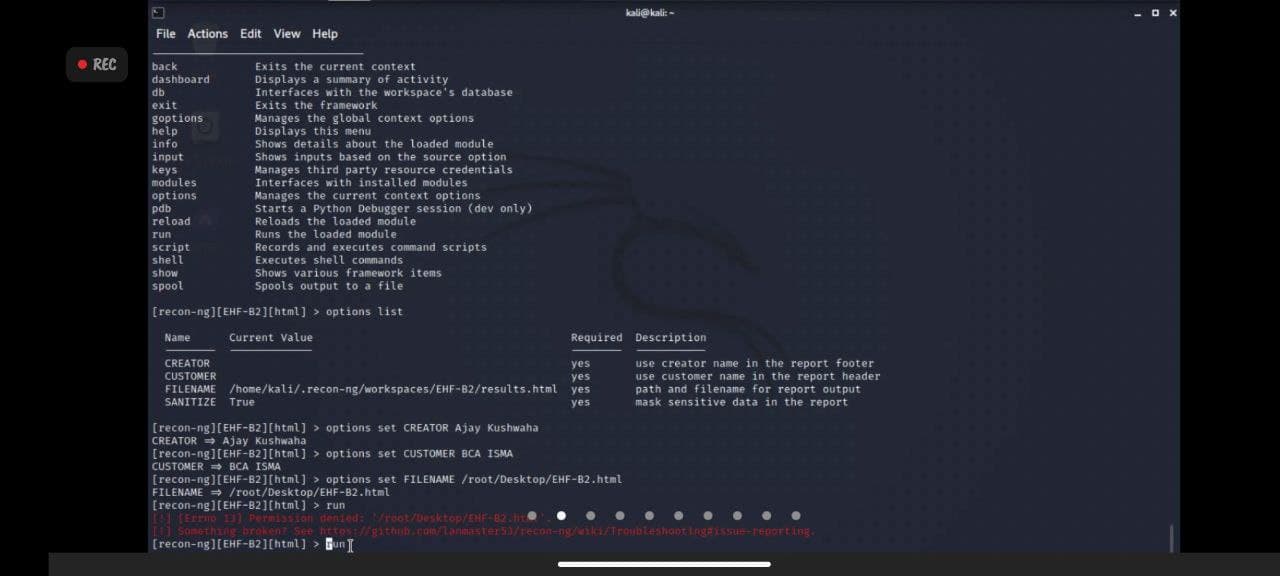 kali@kali: ~
File Actions Edit View Help
REC
back Exits the current context
dashboard Displays a summary of activity
db Interfaces with the workspace's database
exit Exits the framework
goptions Manages the global context options
help Displays this menu
info Shows details about the loaded module
input Shows inputs based on the source option
keys Manages third party resource credentials
modules Interfaces with installed modules
options Manages the current context options
pdb Starts a Python Debugger session (dev only)
reload Reloads the loaded module
run Runs the loaded module
script Records and executes command scripts
shell Executes shell commands
show Shows various framework items
spool Spools output to a file
[recon-ng][EHF-B2][html] > options list
Name Current Value Required Description
CREATOR yes use creator name in the report footer
CUSTOMER yes use customer name in the report header
FILENAME /home/kali/.recon-ng/workspaces/EHF-B2/results.html yes path and filename for report output
SANITIZE True yes mask sensitive data in the report
[recon-ng][EHF-B2][html] > options set CREATOR Ajay Kushwaha
CREATOR ⇒ Ajay Kushwaha
[recon-ng][EHF-B2][html] > options set CUSTOMER BCA ISMA
CUSTOMER ⇒ BCA ISMA
[recon-ng][EHF-B2][html] > options set FILENAME /root/Desktop/EHF-B2.html
FILENAME ⇒ /root/Desktop/EHF-B2.html
[recon-ng][EHF-B2][html] > run
[!] [Errno 13] Permission denied: '/root/Desktop/EHF-B2.html'.
[!] Something broken? See https://github.com/lanmaster53/recon-ng/wiki/Troubleshooting#issue-reporting.
[recon-ng][EHF-B2][html] > run